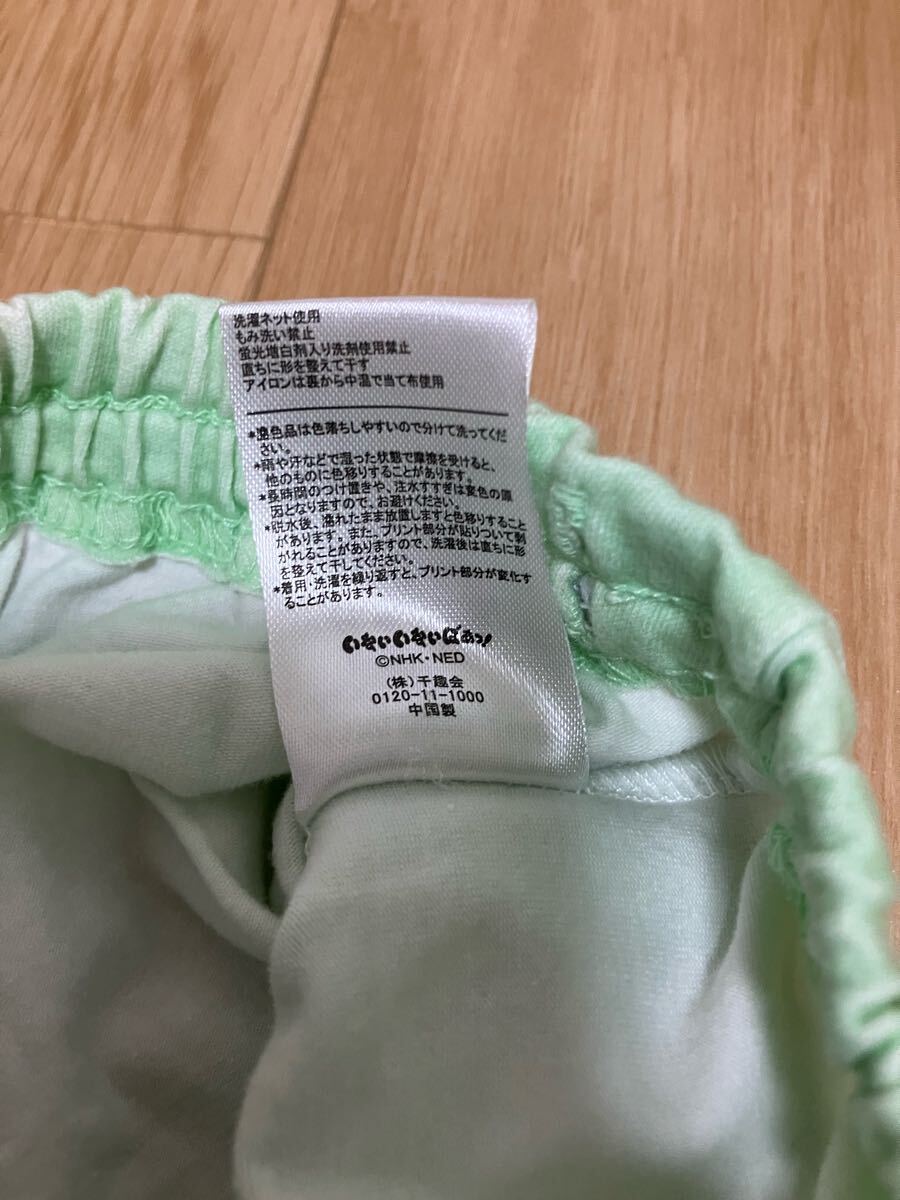 洗濯ネット使用
もみ洗い禁止
蛍光増白剤入り洗剤使用禁止
直ちに形を整えて干す
アイロンは裏から中温で当て布使用
*濃色品は色落ちしやすいので分けて洗ってくだ
さい。
*雨や汗などで湿った状態で摩擦を受けると、
他のものに色移りすることがあります。
*長時間のつけ置きや、注水すすぎは変色の原
因となりますので、お避けください。
*脱水後、濡れたまま放置しますと色移りすること
があります。また、プリント部分が貼りついて剥
がれることがありますので、洗濯後は直ちに形
を整えて干してください。
*着用・洗濯を繰り返すと、プリント部分が変化す
ることがあります。
いないいないばぁっ!
©NHK・NED
(株)千趣会
0120-11-1000
中国製